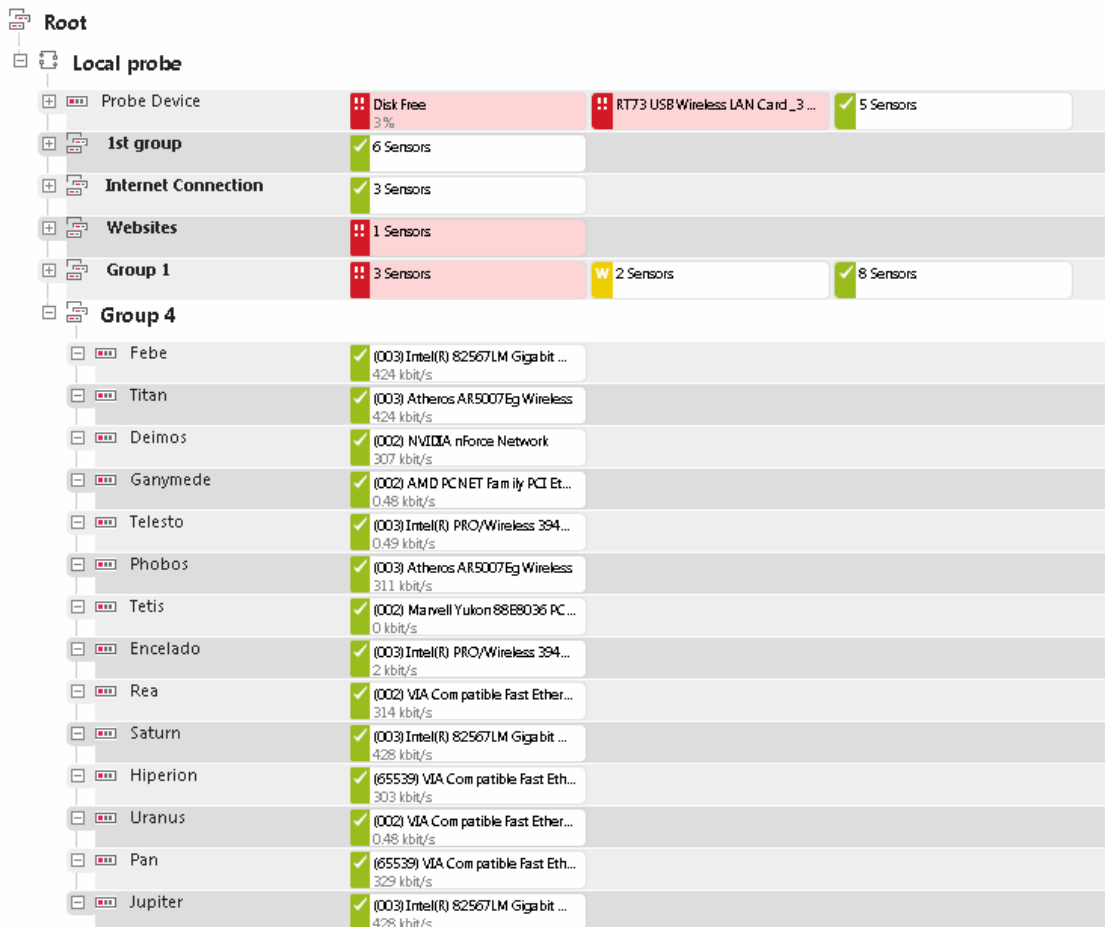 Root
Local probe
Probe Device
Disk Free
3 %
RT73 USB Wireless LAN Card _3 ...
5 Sensors
1st group
6 Sensors
Internet Connection
3 Sensors
Websites
1 Sensors
Group 1
3 Sensors
W 2 Sensors
8 Sensors
Group 4
Febe
(003) Intel(R) 82567LM Gigabit ...
424 kbit/s
Titan
(003) Atheros AR5007Eg Wireless
424 kbit/s
Deimos
(002) NVIDIA nForce Network
307 kbit/s
Ganymede
(002) AMD PCNET Family PCI Et...
0.48 kbit/s
Telesto
(003) Intel(R) PRO/Wireless 394...
0.49 kbit/s
Phobos
(003) Atheros AR5007Eg Wireless
311 kbit/s
Tetis
(002) Marvell Yukon 88E8036 PC...
0 kbit/s
Encelado
(003) Intel(R) PRO/Wireless 394...
2 kbit/s
Rea
(002) VIA Compatible Fast Ether...
314 kbit/s
Saturn
(003) Intel(R) 82567LM Gigabit ...
428 kbit/s
Hiperion
(65539) VIA Compatible Fast Eth...
303 kbit/s
Uranus
(002) VIA Compatible Fast Ether...
0.48 kbit/s
Pan
(65539) VIA Compatible Fast Eth...
329 kbit/s
Jupiter
(003) Intel(R) 82567LM Gigabit ...
428 kbit/s